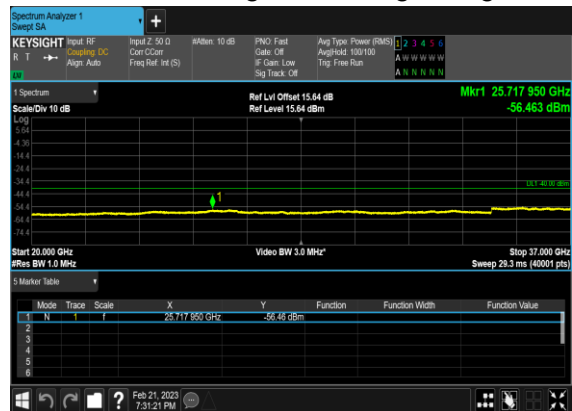 Spectrum Analyzer 1
Swept SA
+
KEYSIGHT Input: RF Input Z: 50 Ω #Atten: 10 dB PNO: Fast Avg Type: Power (RMS) 1 2 3 4 5 6
R T Coupling: DC Corr CCorr Gate: Off Avg|Hold: 100/100 A W W W W W
Align: Auto Freq Ref: Int (S) IF Gain: Low Trig: Free Run
Sig Track: Off A N N N N N
1 Spectrum
Ref Lvl Offset 15.64 dB Mkr1 25.717 950 GHz
Scale/Div 10 dB Ref Level 15.64 dBm -56.463 dBm
Log
5.64
-4.36
-14.4
-24.4
-34.4
DL1 -40.00 dBm
-44.4
1
-54.4
-64.4
-74.4
Start 20.000 GHz Video BW 3.0 MHz* Stop 37.000 GHz
#Res BW 1.0 MHz Sweep 29.3 ms (40001 pts)
5 Marker Table
Mode Trace Scale X Y Function Function Width Function Value
1 N 1 f 25.717 950 GHz -56.46 dBm
2
3
4
5
6
? Feb 21, 2023
7:31:21 PM